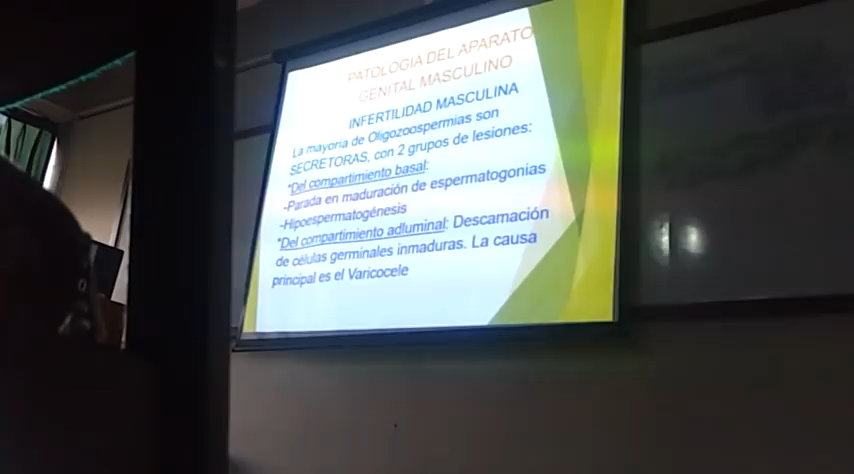 PATOLOGIA DEL APARATO
GENITAL MASCULINO
INFERTILIDAD MASCULINA
La mayoria de Oligozoospermias son
SECRETORAS, con 2 grupos de lesiones:
*Del compartimiento basal:
-Parada en maduración de espermatogonias
-Hipoespermatogénesis
*Del compartimiento adluminal: Descamación
de células germinales inmaduras. La causa
principal es el Varicocele